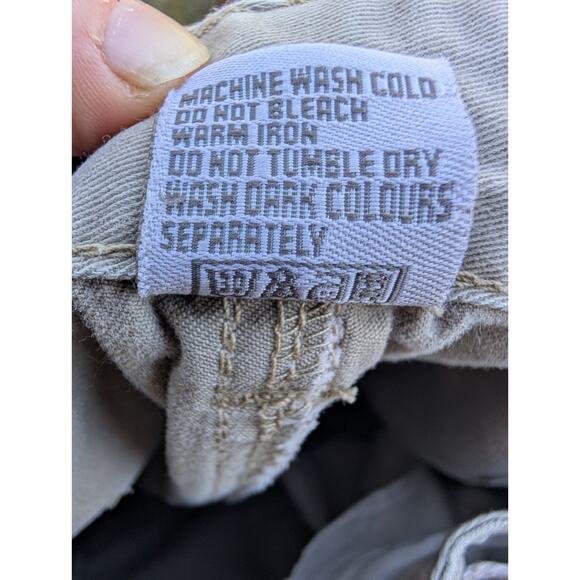 MACHINE WASH COLD
DO NOT BLEACH
WARM IRON
DO NOT TUMBLE DRY
WASH DARK COLOURS
SEPARATELY